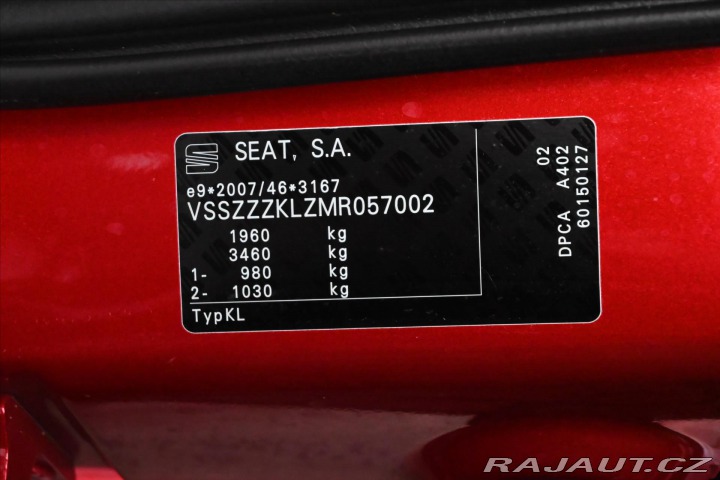 SEAT, S.A.
e9*2007/46*3167
VSSZZZKLZMR057002
1960 kg
3460 kg
1- 980 kg
2- 1030 kg
TypKL
02
DPCA A402
60150127
RAJAUT.CZ